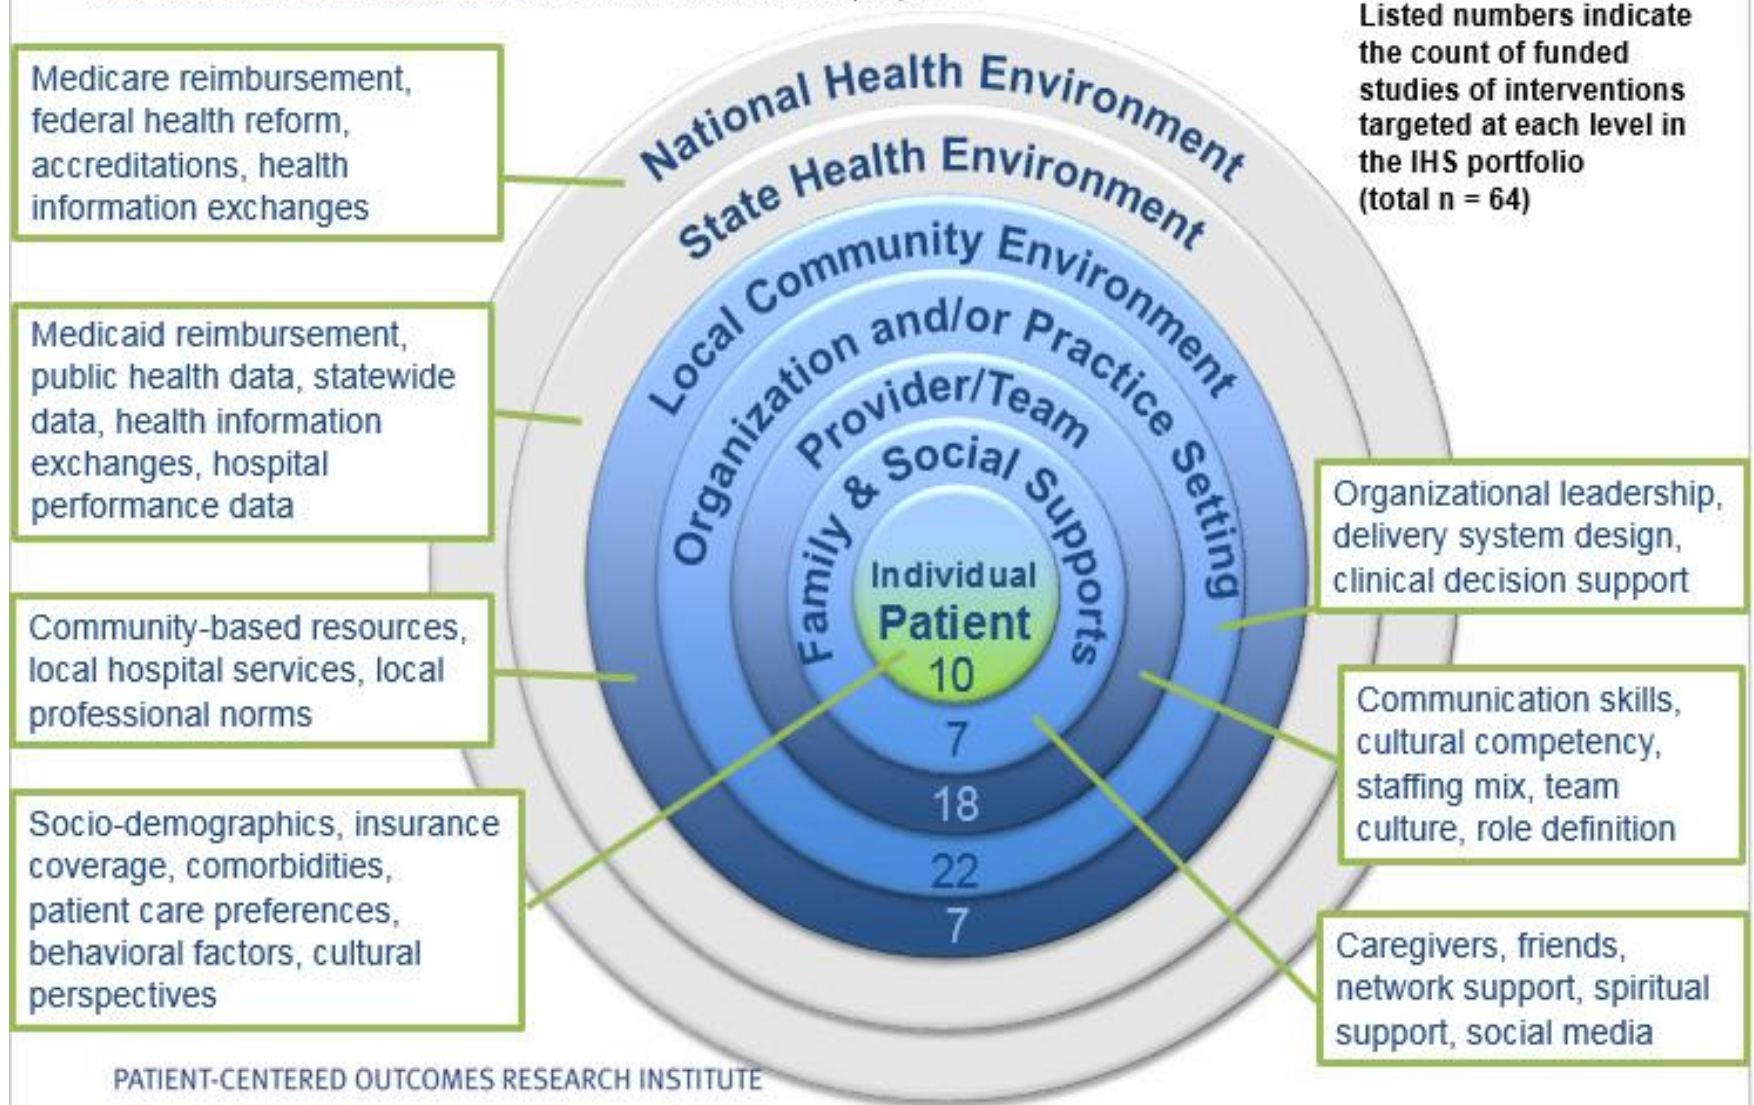 Listed numbers indicate
the count of funded
studies of interventions
targeted at each level in
the IHS portfolio
(total n = 64)
Medicare reimbursement,
federal health reform,
accreditations, health
information exchanges
Medicaid reimbursement,
public health data, statewide
data, health information
exchanges, hospital
performance data
Community-based resources,
local hospital services, local
professional norms
Socio-demographics, insurance
coverage, comorbidities,
patient care preferences,
behavioral factors, cultural
perspectives
National Health Environment
State Health Environment
Local Community Environment
Organization and/or Practice Setting
Provider/Team
Family & Social Supports
Individual
Patient
10
7
18
22
7
Organizational leadership,
delivery system design,
clinical decision support
Communication skills,
cultural competency,
staffing mix, team
culture, role definition
Caregivers, friends,
network support, spiritual
support, social media
PATIENT-CENTERED OUTCOMES RESEARCH INSTITUTE